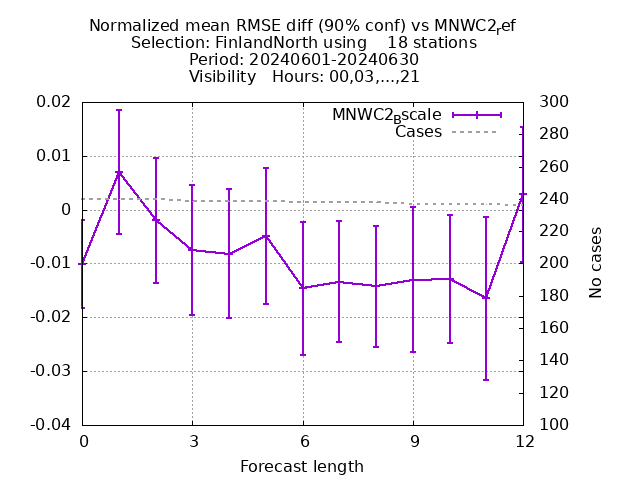 Normalized mean RMSE diff (90% conf) vs MNWC2_ref
Selection: FinlandNorth using    18 stations
Period: 20240601-20240630
Visibility   Hours: 00,03,...,21
MNWC2_Bscale
Cases
0.02
0.01
0
-0.01
-0.02
-0.03
-0.04
300
280
260
240
220
200
180
160
140
120
100
No cases
0
3
6
9
12
Forecast length